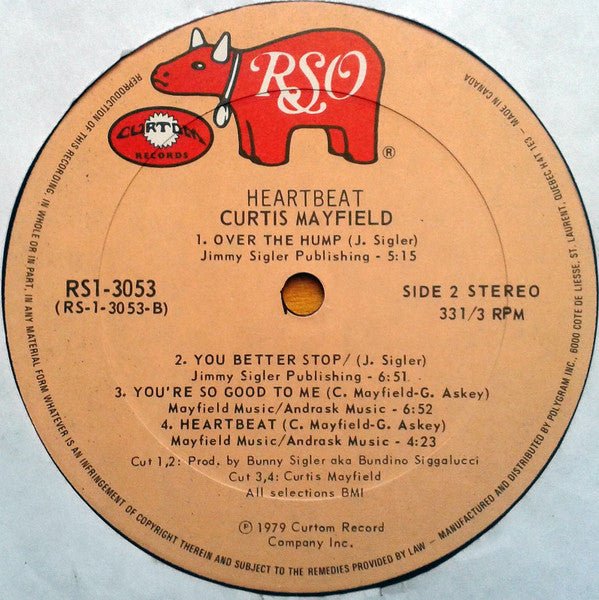 RSO
®
CURTOM
RECORDS
HEARTBEAT
CURTIS MAYFIELD
1. OVER THE HUMP (J. Sigler)
Jimmy Sigler Publishing - 5:15
RS1-3053
(RS-1-3053-B)
SIDE 2 STEREO
33 1/3 RPM
2. YOU BETTER STOP/ (J. Sigler)
Jimmy Sigler Publishing - 6:51
3. YOU'RE SO GOOD TO ME (C. Mayfield-G. Askey)
Mayfield Music/Andrask Music - 6:52
4. HEARTBEAT (C. Mayfield-G. Askey)
Mayfield Music/Andrask Music - 4:23
Cut 1,2: Prod. by Bunny Sigler aka Bundino Siggalucci
Cut 3,4: Curtis Mayfield
All selections BMI
℗ 1979 Curtom Record
Company Inc.
REPRODUCTION OF THIS RECORDING, IN WHOLE OR IN PART, IN ANY MATERIAL FORM WHATEVER IS AN INFRINGEMENT OF COPYRIGHT THEREIN AND SUBJECT TO THE REMEDIES PROVIDED BY LAW – MANUFACTURED AND DISTRIBUTED BY POLYGRAM INC., 6000 COTE DE LIESSE, ST. LAURENT, QUEBEC H4T 1E3 – MADE IN CANADA